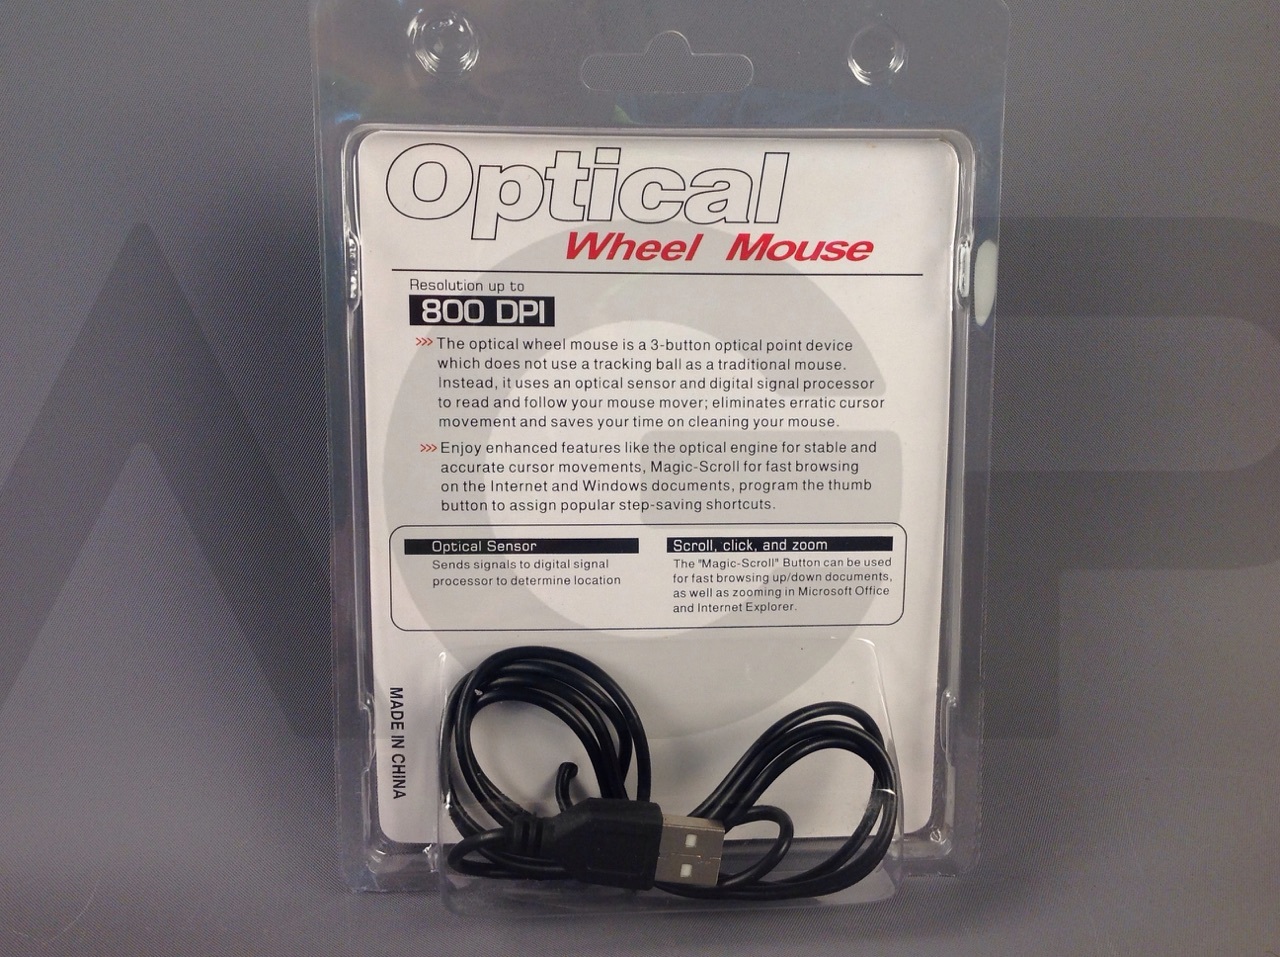 Optical
Wheel Mouse
Resolution up to
800 DPI
>>> The optical wheel mouse is a 3-button optical point device
which does not use a tracking ball as a traditional mouse.
Instead, it uses an optical sensor and digital signal processor
to read and follow your mouse mover; eliminates erratic cursor
movement and saves your time on cleaning your mouse.
>>> Enjoy enhanced features like the optical engine for stable and
accurate cursor movements, Magic-Scroll for fast browsing
on the Internet and Windows documents, program the thumb
button to assign popular step-saving shortcuts.
Optical Sensor
Sends signals to digital signal
processor to determine location
Scroll, click, and zoom
The "Magic-Scroll" Button can be used
for fast browsing up/down documents,
as well as zooming in Microsoft Office
and Internet Explorer.
MADE IN CHINA
AGP